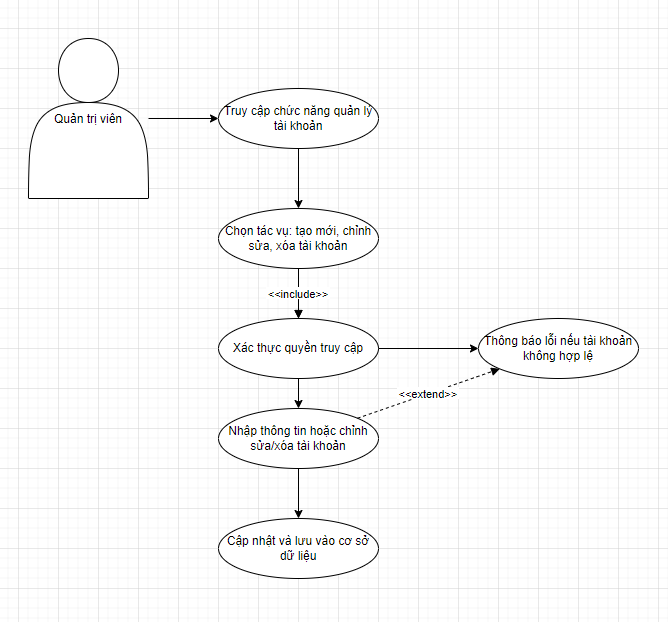 Quản trị viên
Truy cập chức năng quản lý
tài khoản
Chọn tác vụ: tạo mới, chỉnh
sửa, xóa tài khoản
<<include>>
Xác thực quyền truy cập
Thông báo lỗi nếu tài khoản
không hợp lệ
<<extend>>
Nhập thông tin hoặc chỉnh
sửa/xóa tài khoản
Cập nhật và lưu vào cơ sở
dữ liệu